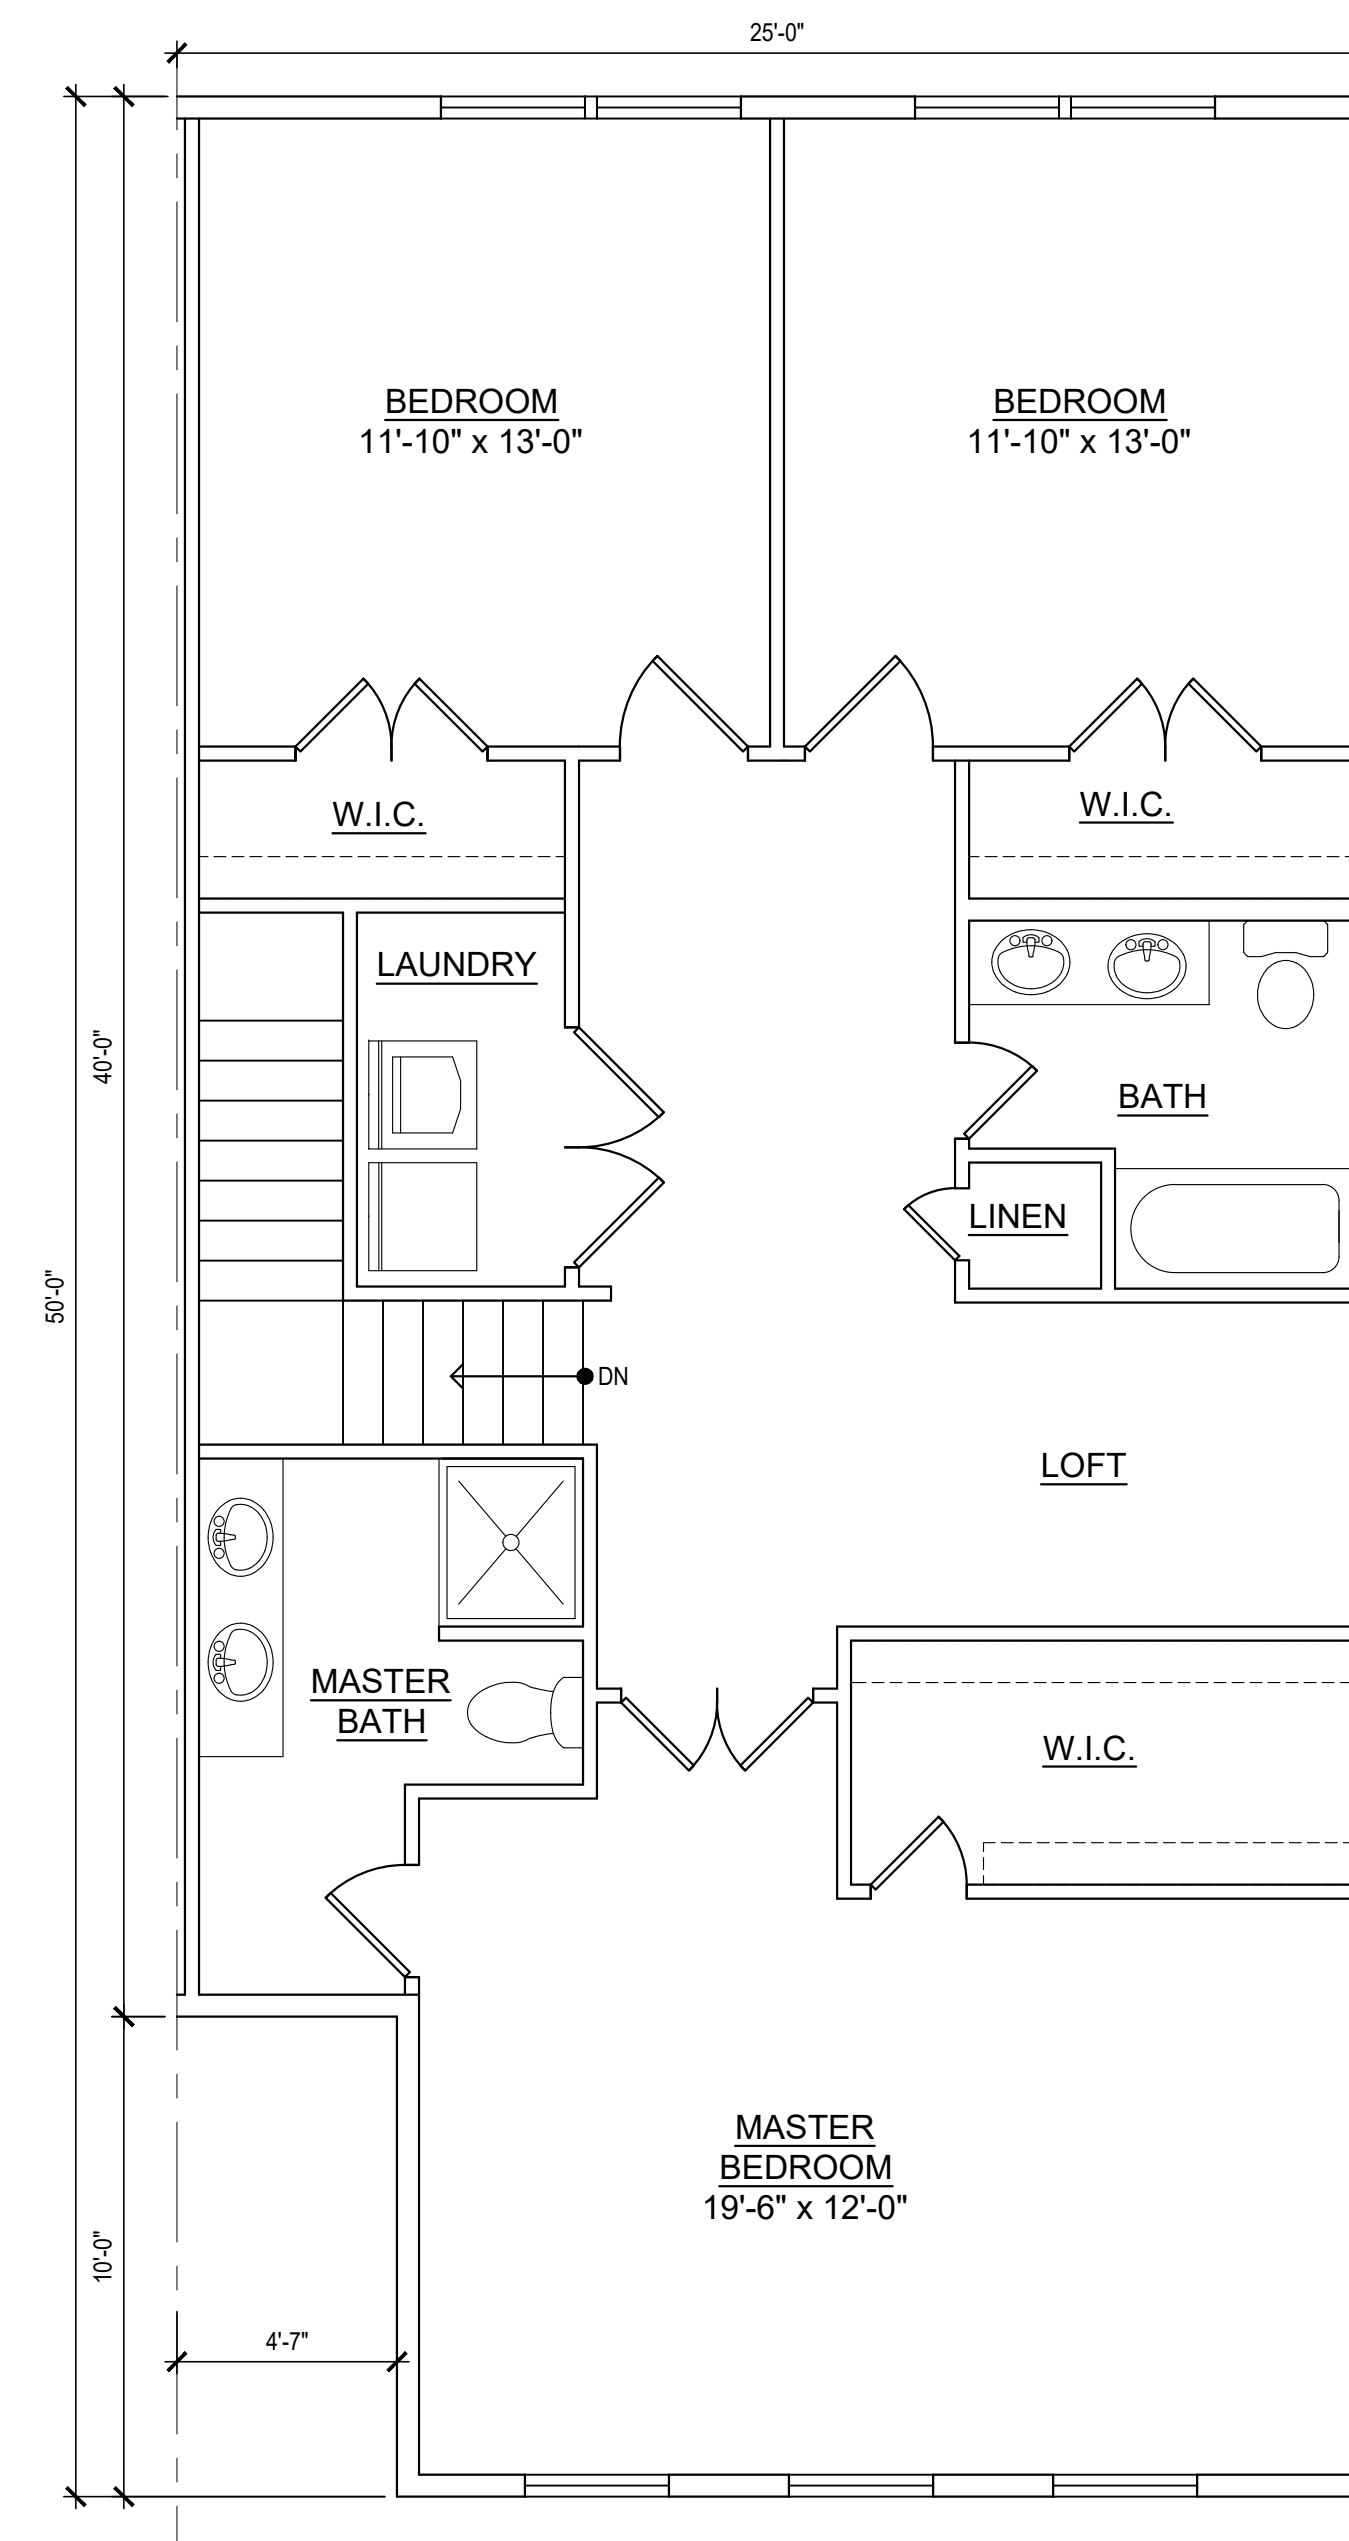 25'-0"
BEDROOM
11'-10" x 13'-0"
BEDROOM
11'-10" x 13'-0"
W.I.C.
W.I.C.
LAUNDRY
40'-0"
BATH
LINEN
50'-0"
DN
LOFT
MASTER
BATH
W.I.C.
MASTER
BEDROOM
19'-6" x 12'-0"
10'-0"
4'-7"